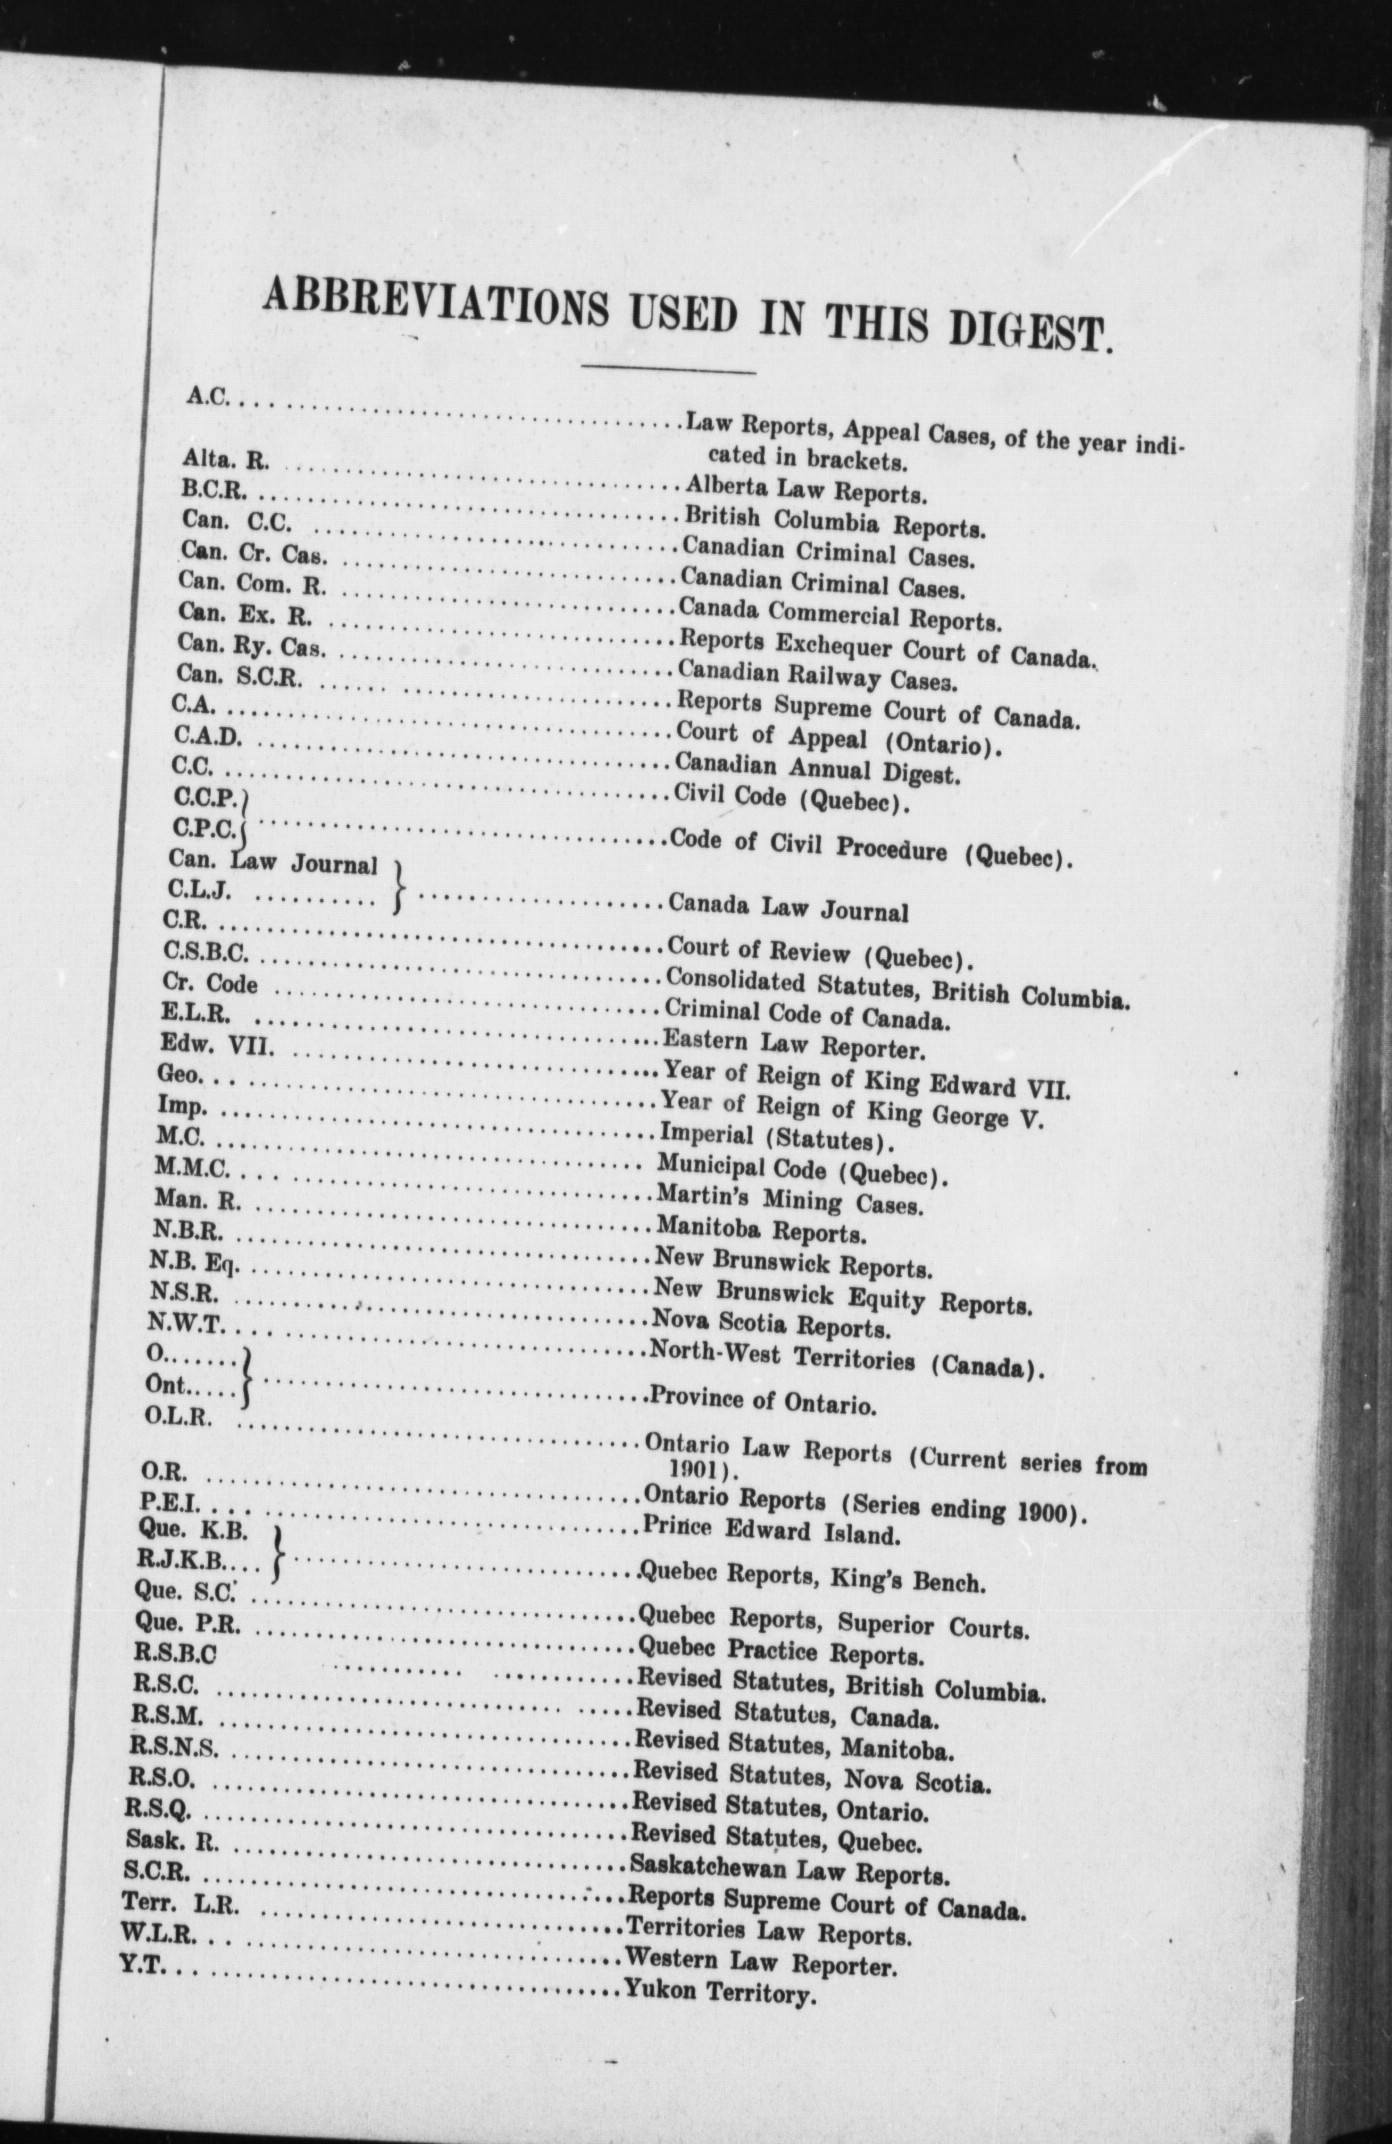 ABBREVIATIONS USED IN THIS DIGEST.
A.C. .... Law Reports, Appeal Cases, of the year indi-
cated in brackets.
Alta. R. .... Alberta Law Reports.
B.C.R. .... British Columbia Reports.
Can. C.C. .... Canadian Criminal Cases.
Can. Cr. Cas. .... Canadian Criminal Cases.
Can. Com. R. .... Canada Commercial Reports.
Can. Ex. R. .... Reports Exchequer Court of Canada.
Can. Ry. Cas. .... Canadian Railway Cases.
Can. S.C.R. .... Reports Supreme Court of Canada.
C.A. .... Court of Appeal (Ontario).
C.A.D. .... Canadian Annual Digest.
C.C. .... Civil Code (Quebec).
C.C.P.}
C.P.C.} .... Code of Civil Procedure (Quebec).
Can. Law Journal }
C.L.J. .... } .... Canada Law Journal
C.R. .... Court of Review (Quebec).
C.S.B.C. .... Consolidated Statutes, British Columbia.
Cr. Code .... Criminal Code of Canada.
E.L.R. .... Eastern Law Reporter.
Edw. VII. .... Year of Reign of King Edward VII.
Geo. .... Year of Reign of King George V.
Imp. .... Imperial (Statutes).
M.C. .... Municipal Code (Quebec).
M.M.C. .... Martin's Mining Cases.
Man. R. .... Manitoba Reports.
N.B.R. .... New Brunswick Reports.
N.B. Eq. .... New Brunswick Equity Reports.
N.S.R. .... Nova Scotia Reports.
N.W.T. .... North-West Territories (Canada).
O. .... }
Ont. .... } .... Province of Ontario.
O.L.R. .... Ontario Law Reports (Current series from
1901).
O.R. .... Ontario Reports (Series ending 1900).
P.E.I. .... Prince Edward Island.
Que. K.B. }
R.J.K.B. .... } .... Quebec Reports, King's Bench.
Que. S.C. .... Quebec Reports, Superior Courts.
Que. P.R. .... Quebec Practice Reports.
R.S.B.C .... Revised Statutes, British Columbia.
R.S.C. .... Revised Statutes, Canada.
R.S.M. .... Revised Statutes, Manitoba.
R.S.N.S. .... Revised Statutes, Nova Scotia.
R.S.O. .... Revised Statutes, Ontario.
R.S.Q. .... Revised Statutes, Quebec.
Sask. R. .... Saskatchewan Law Reports.
S.C.R. .... Reports Supreme Court of Canada.
Terr. L.R. .... Territories Law Reports.
W.L.R. .... Western Law Reporter.
Y.T. .... Yukon Territory.